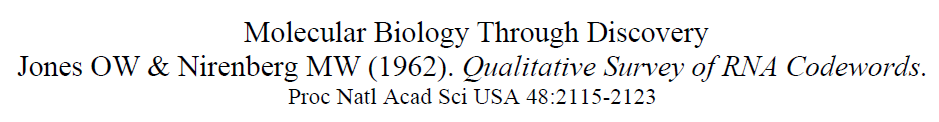 Molecular Biology Through Discovery
Jones OW & Nirenberg MW (1962). Qualitative Survey of RNA Codewords.
Proc Natl Acad Sci USA 48:2115-2123